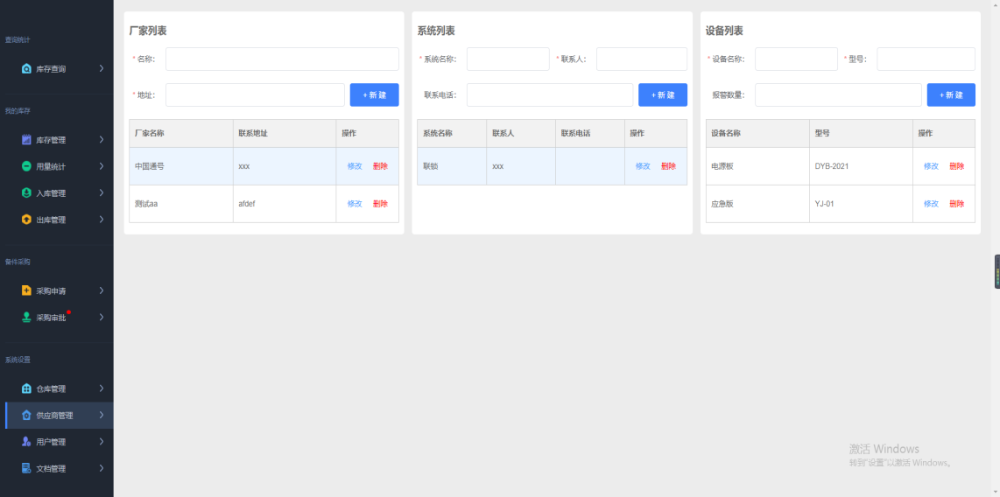 查询统计
库存查询
我的库存
库存管理
用量统计
入库管理
出库管理
备件采购
采购申请
采购审批
系统设置
仓库管理
供应商管理
用户管理
文档管理
厂家列表
* 名称:
* 地址:
+ 新 建
厂家名称 联系地址 操作
中国通号 xxx 修改 删除
测试aa afdef 修改 删除
系统列表
* 系统名称: * 联系人:
联系电话:
+ 新 建
系统名称 联系人 联系电话 操作
联锁 xxx 修改 删除
设备列表
* 设备名称: * 型号:
报警数量:
+ 新 建
设备名称 型号 操作
电源板 DYB-2021 修改 删除
应急版 YJ-01 修改 删除
激活 Windows
转到"设置"以激活 Windows。